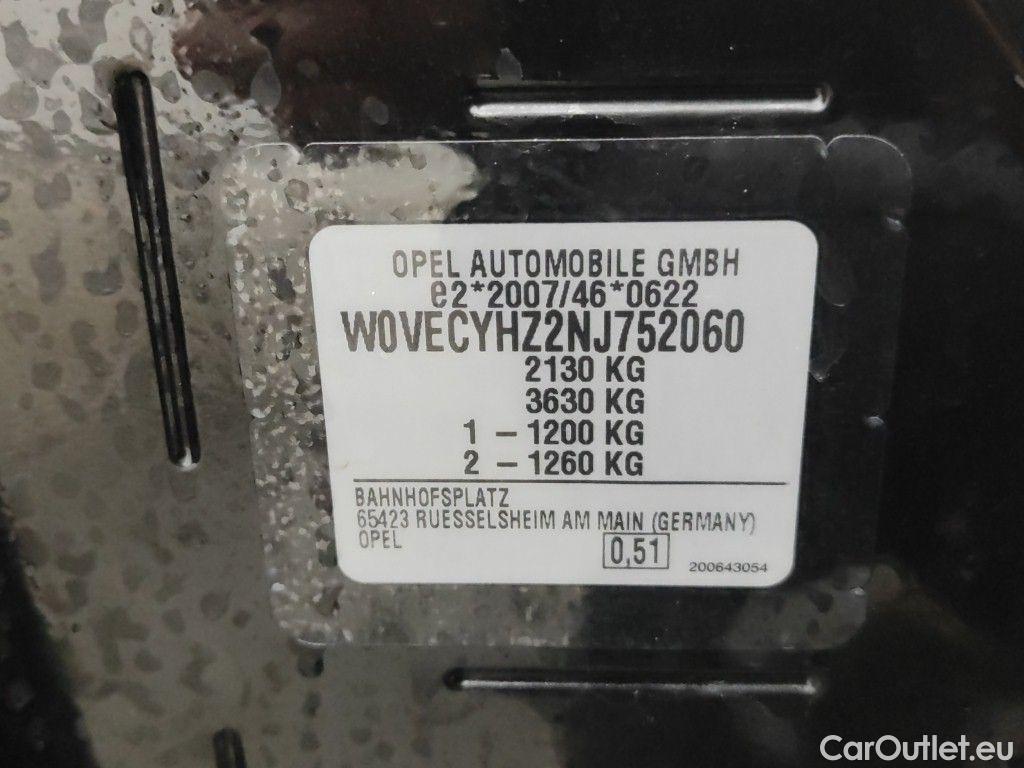 OPEL AUTOMOBILE GMBH
e2*2007/46*0622
W0VECYHZ2NJ752060
2130 KG
3630 KG
1 – 1200 KG
2 – 1260 KG
BAHNHOFSPLATZ
65423 RUESSELSHEIM AM MAIN (GERMANY)
OPEL
0,51
200643054
CarOutlet.eu